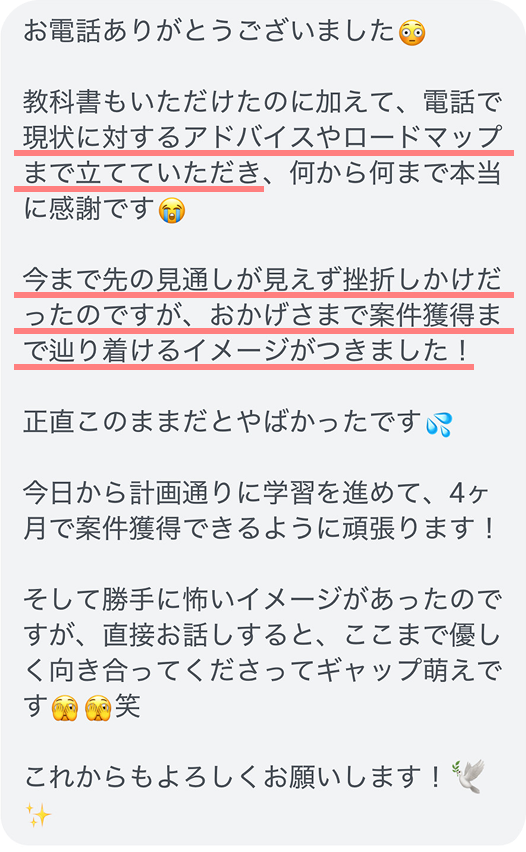 お電話ありがとうございました😳
教科書もいただけたのに加えて、電話で
現状に対するアドバイスやロードマップ
まで立てていただき、何から何まで本当
に感謝です😭
今まで先の見通しが見えず挫折しかけだ
ったのですが、おかげさまで案件獲得ま
で辿り着けるイメージがつきました！
正直このままだとやばかったです💦
今日から計画通りに学習を進めて、4ヶ
月で案件獲得できるように頑張ります！
そして勝手に怖いイメージがあったので
すが、直接お話しすると、ここまで優し
く向き合ってくださってギャップ萌えで
す🫣🫣笑
これからもよろしくお願いします！🕊️
✨